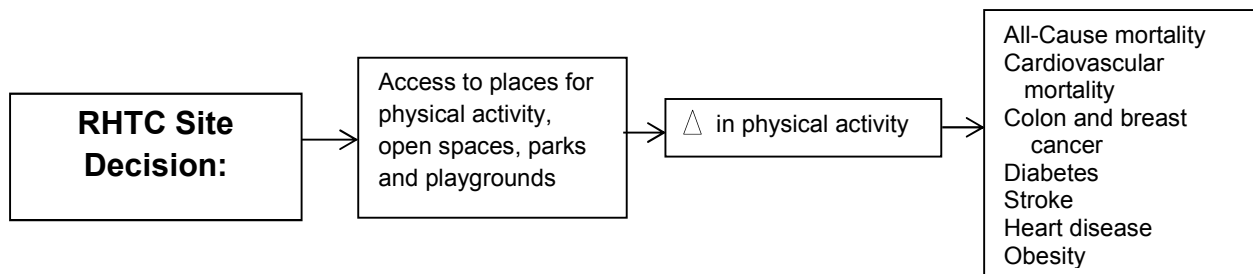 RHTC Site
Decision:
Access to places for
physical activity,
open spaces, parks
and playgrounds
△ in physical activity
All-Cause mortality
Cardiovascular
mortality
Colon and breast
cancer
Diabetes
Stroke
Heart disease
Obesity